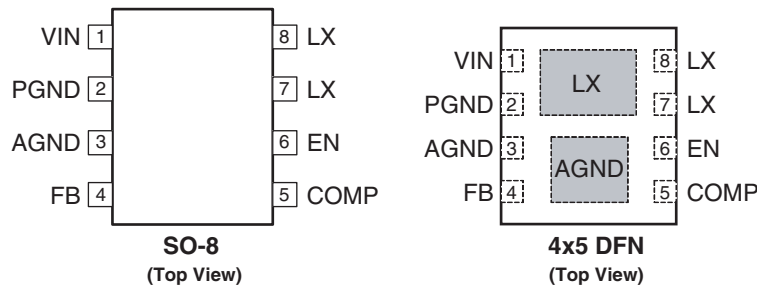 VIN 1 8 LX
PGND 2 7 LX
AGND 3 6 EN
FB 4 5 COMP
SO-8
(Top View)
VIN 1 LX 8 LX
PGND 2 7 LX
AGND 3 AGND 6 EN
FB 4 5 COMP
4x5 DFN
(Top View)